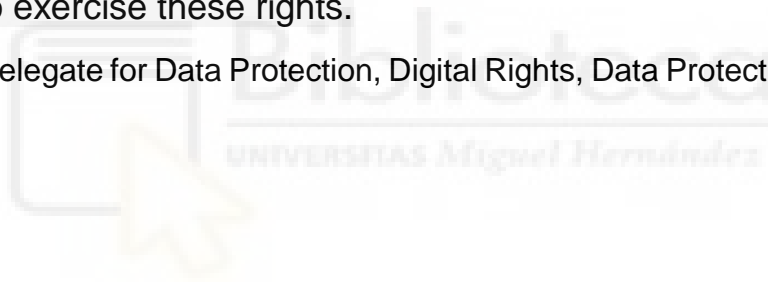 exercise these rights.
elegate for Data Protection, Digital Rights, Data Protect
Biblioteca
UNIVERSITAS Miguel Hernández